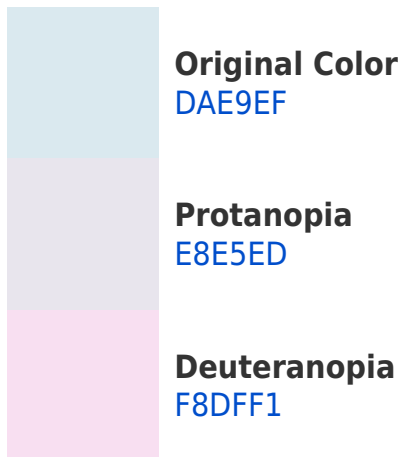 Original Color
DAE9EF
Protanopia
E8E5ED
Deuteranopia
F8DFF1